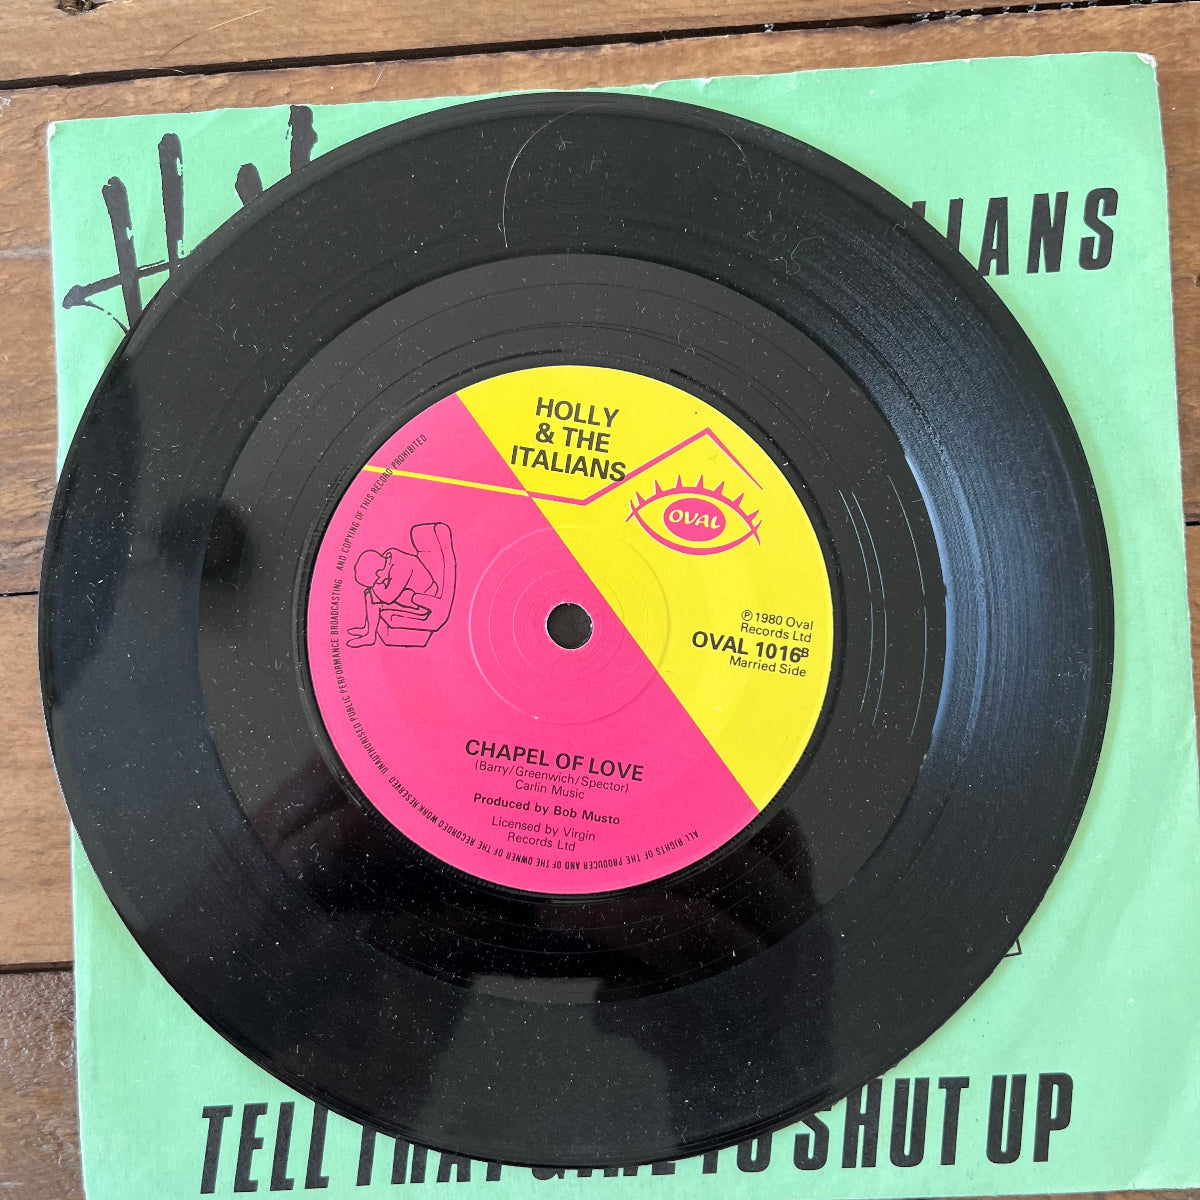 IANS
HOLLY
& THE
ITALIANS
OVAL
℗ 1980 Oval
Records Ltd
OVAL 1016B
Married Side
CHAPEL OF LOVE
(Barry/Greenwich/Spector)
Carlin Music
Produced by Bob Musto
Licensed by Virgin
Records Ltd
ALL RIGHTS OF THE PRODUCER AND OF THE OWNER OF THE RECORDED WORK RESERVED . UNAUTHORISED PUBLIC PERFORMANCE BROADCASTING AND COPYING OF THIS RECORD PROHIBITED
TELL THAT GIRL TO SHUT UP